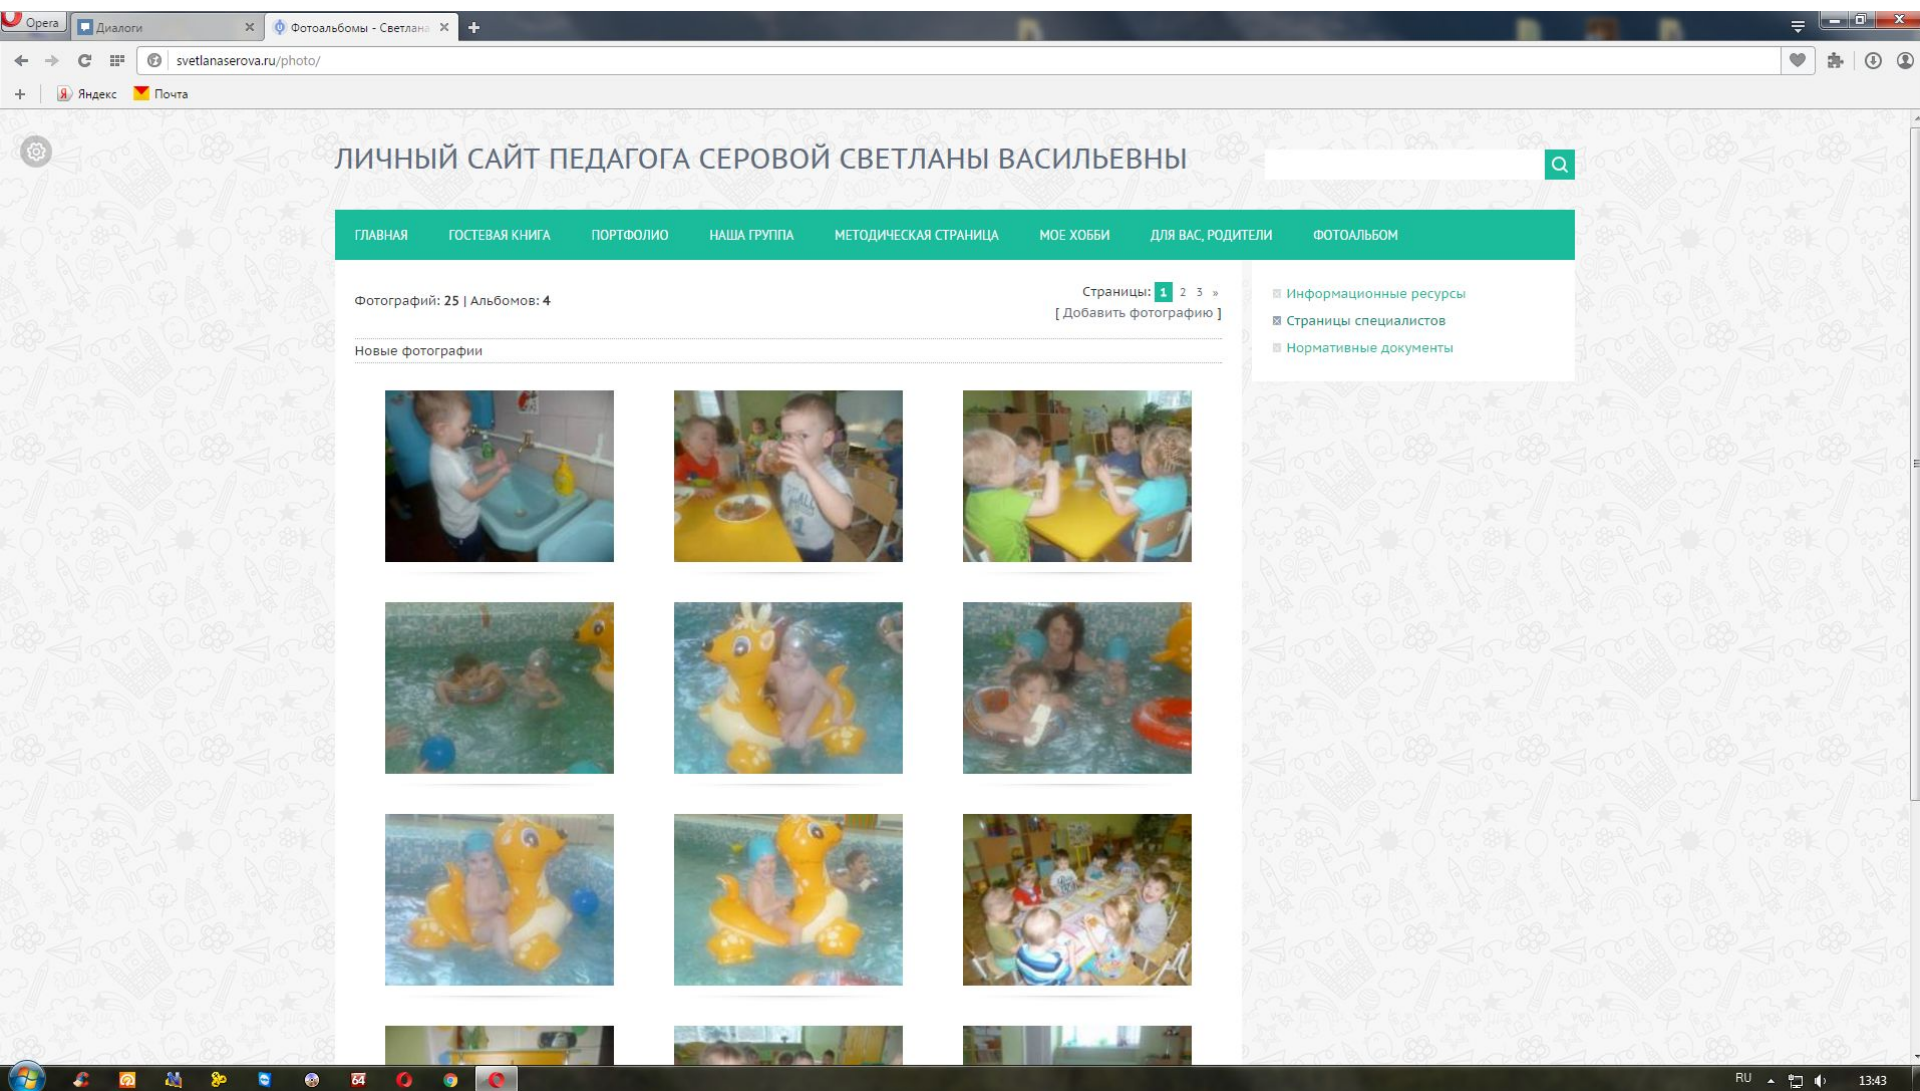 Opera
Диалоги
Фотоальбомы - Светлана
svetlanaserova.ru/photo/
Яндекс
Почта
ЛИЧНЫЙ САЙТ ПЕДАГОГА СЕРОВОЙ СВЕТЛАНЫ ВАСИЛЬЕВНЫ
ГЛАВНАЯ ГОСТЕВАЯ КНИГА ПОРТФОЛИО НАША ГРУППА МЕТОДИЧЕСКАЯ СТРАНИЦА МОЕ ХОББИ ДЛЯ ВАС, РОДИТЕЛИ ФОТОАЛЬБОМ
Фотографий: 25 | Альбомов: 4
Страницы: 1 2 3 »
[ Добавить фотографию ]
Новые фотографии
Информационные ресурсы
Страницы специалистов
Нормативные документы
64
RU
13:43